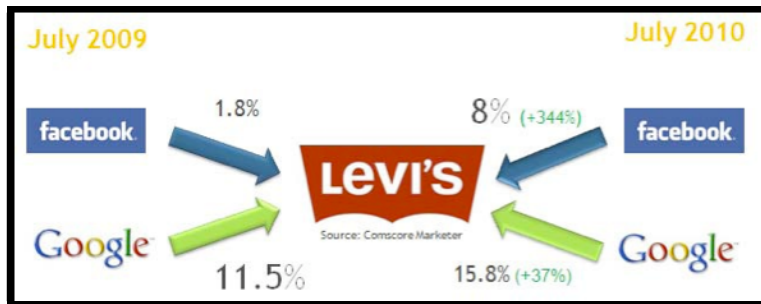 July 2009
July 2010
1.8%
8% (+344%)
facebook.
facebook
LEVI'S
Source: Comscore Marketer
Google
Google
11.5%
15.8% (+37%)